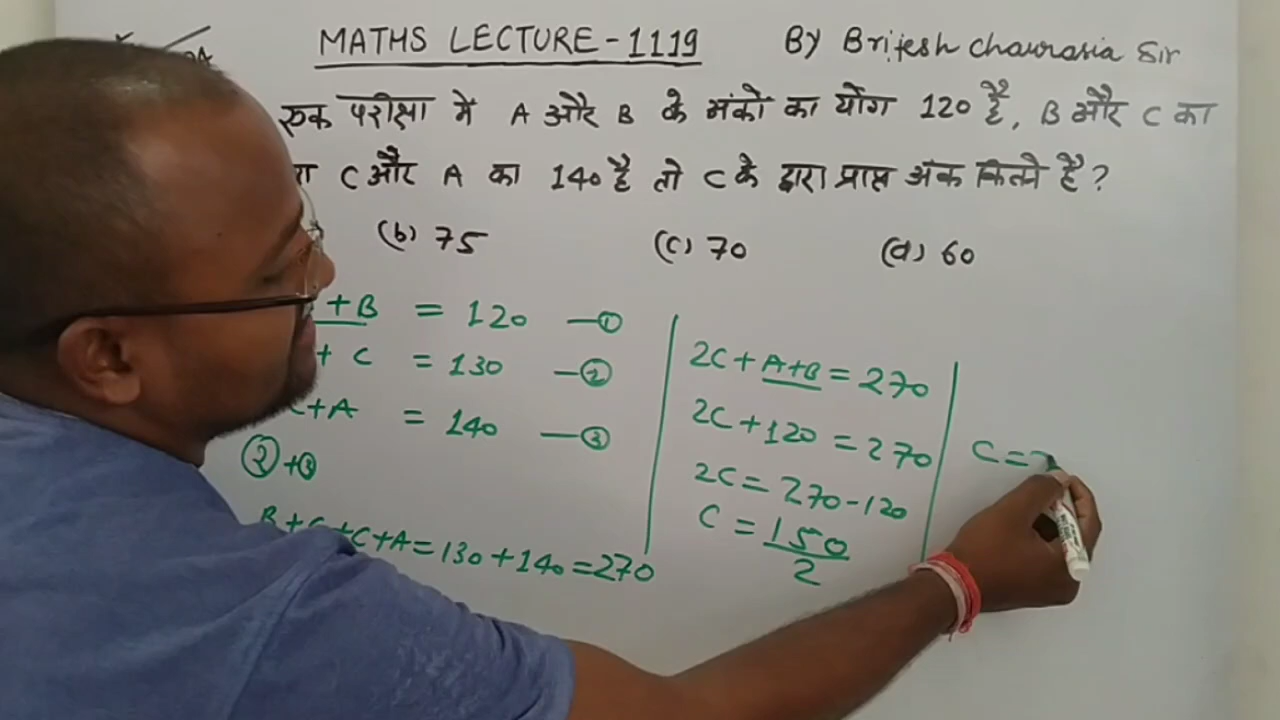 MATHS LECTURE-1119 By Brijesh Chaurasia Sir
एक परीक्षा में A और B के अंकों का योग 120 है, B और C का
C और A का 140 है तो C के द्वारा प्राप्त अंक कितने है?
(b) 75 (c) 70 (d) 60
+B = 120 —①
+ C = 130 —②
C+A = 140 —③
②+③
B+C+C+A=130+140=270
2C+A+B=270
2C+120=270
2C=270-120
C=150/2
C=7